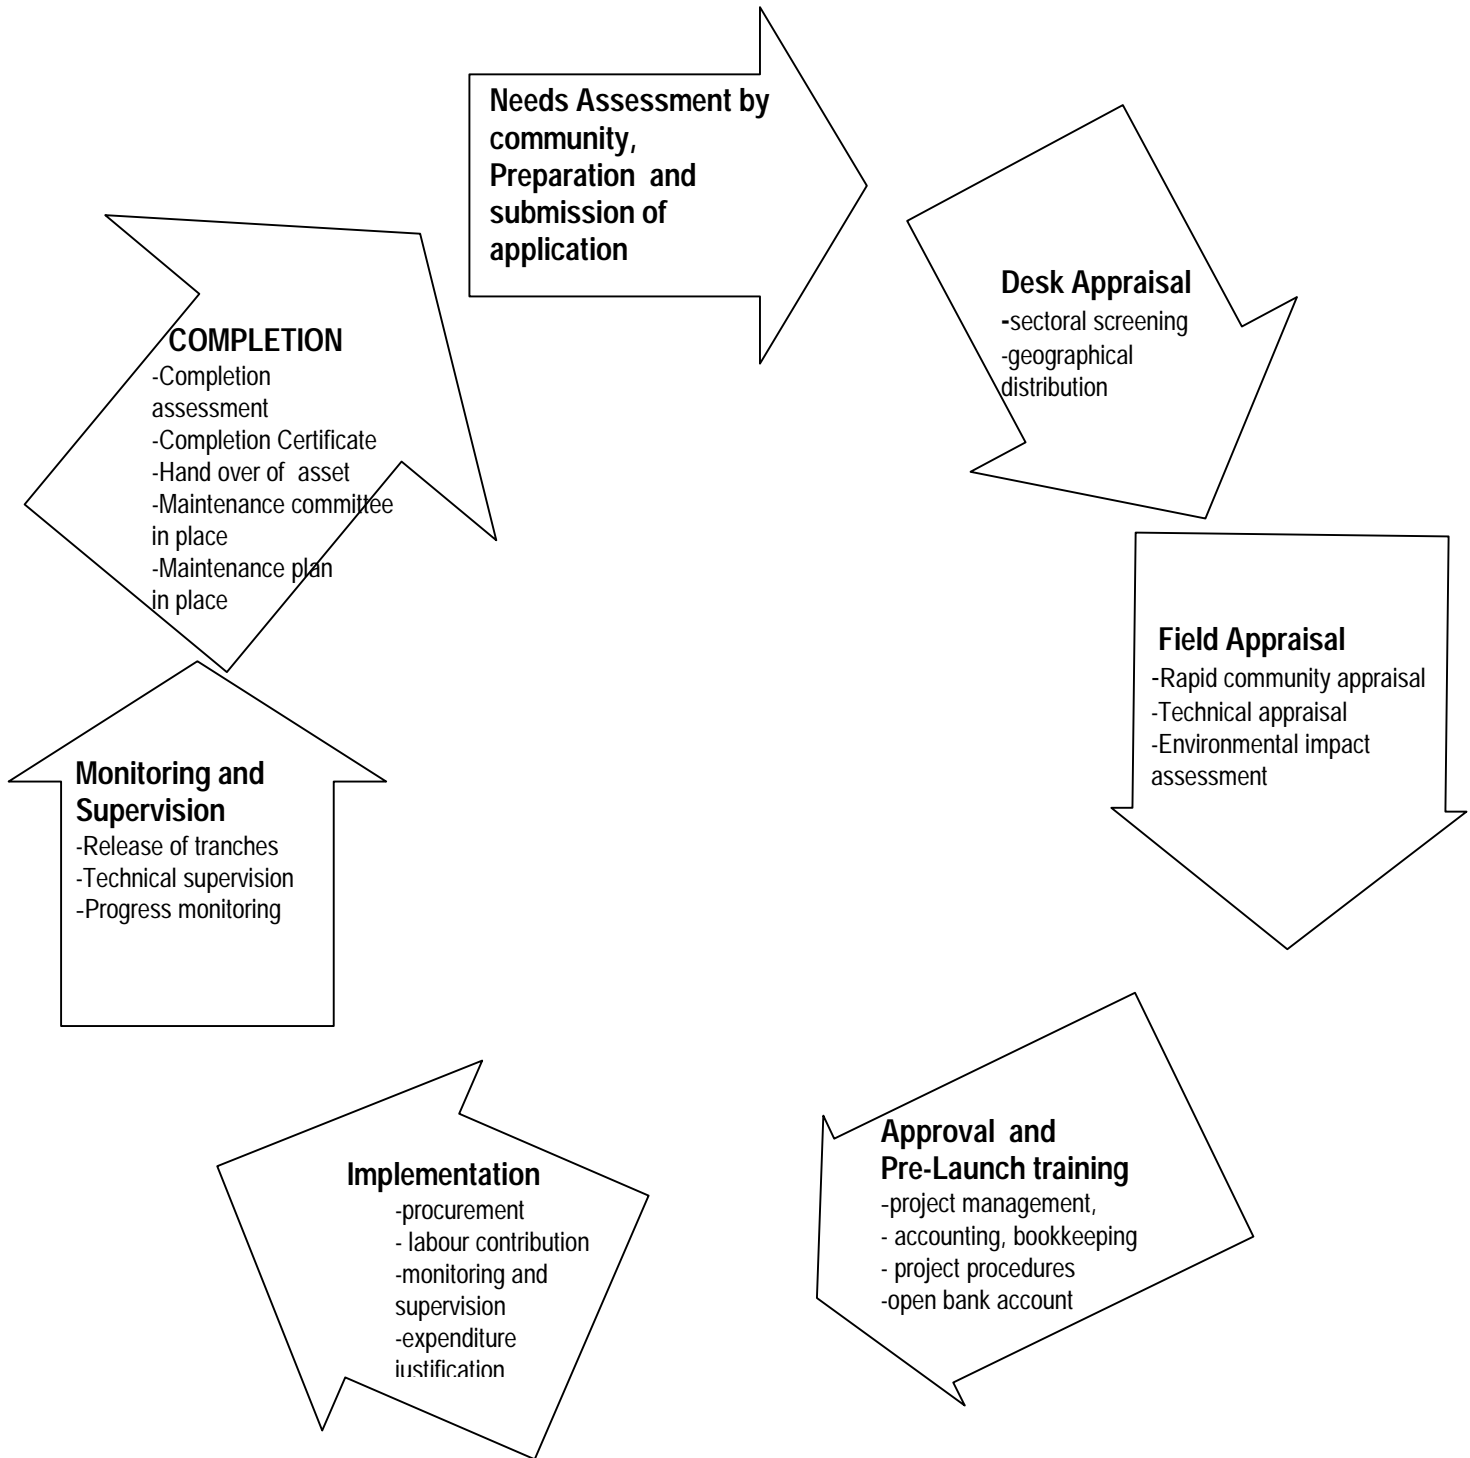 Needs Assessment by
community,
Preparation and
submission of
application
Desk Appraisal
-sectoral screening
-geographical
distribution
Field Appraisal
-Rapid community appraisal
-Technical appraisal
-Environmental impact
assessment
Approval and
Pre-Launch training
-project management,
- accounting, bookkeeping
- project procedures
-open bank account
Implementation
-procurement
- labour contribution
-monitoring and
supervision
-expenditure
justification
Monitoring and
Supervision
-Release of tranches
-Technical supervision
-Progress monitoring
COMPLETION
-Completion
assessment
-Completion Certificate
-Hand over of asset
-Maintenance committee
in place
-Maintenance plan
in place